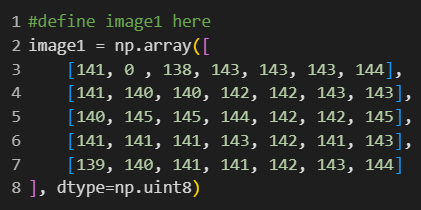 1 #define image1 here
2 image1 = np.array([
3     [141, 0 , 138, 143, 143, 143, 144],
4     [141, 140, 140, 142, 142, 143, 143],
5     [140, 145, 145, 144, 142, 142, 145],
6     [141, 141, 141, 143, 142, 141, 143],
7     [139, 140, 141, 141, 142, 143, 144]
8 ], dtype=np.uint8)